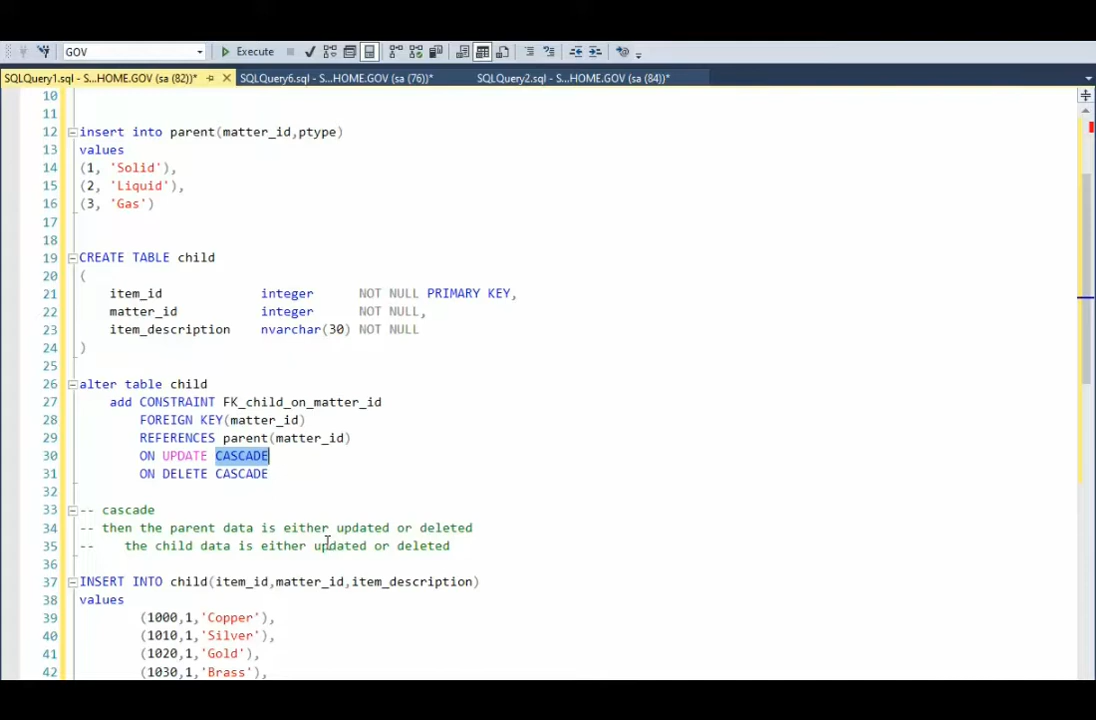 GOV
Execute
SQLQuery1.sql - S...HOME.GOV (sa (82))*
SQLQuery6.sql - S...HOME.GOV (sa (76))*
SQLQuery2.sql - S...HOME.GOV (sa (84))*
10
11
12 insert into parent(matter_id,ptype)
13 values
14 (1, 'Solid'),
15 (2, 'Liquid'),
16 (3, 'Gas')
17
18
19 CREATE TABLE child
20 (
21 item_id integer NOT NULL PRIMARY KEY,
22 matter_id integer NOT NULL,
23 item_description nvarchar(30) NOT NULL
24 )
25
26 alter table child
27 add CONSTRAINT FK_child_on_matter_id
28 FOREIGN KEY(matter_id)
29 REFERENCES parent(matter_id)
30 ON UPDATE CASCADE
31 ON DELETE CASCADE
32
33 -- cascade
34 -- then the parent data is either updated or deleted
35 -- the child data is either updated or deleted
36
37 INSERT INTO child(item_id,matter_id,item_description)
38 values
39 (1000,1,'Copper'),
40 (1010,1,'Silver'),
41 (1020,1,'Gold'),
42 (1030,1,'Brass'),